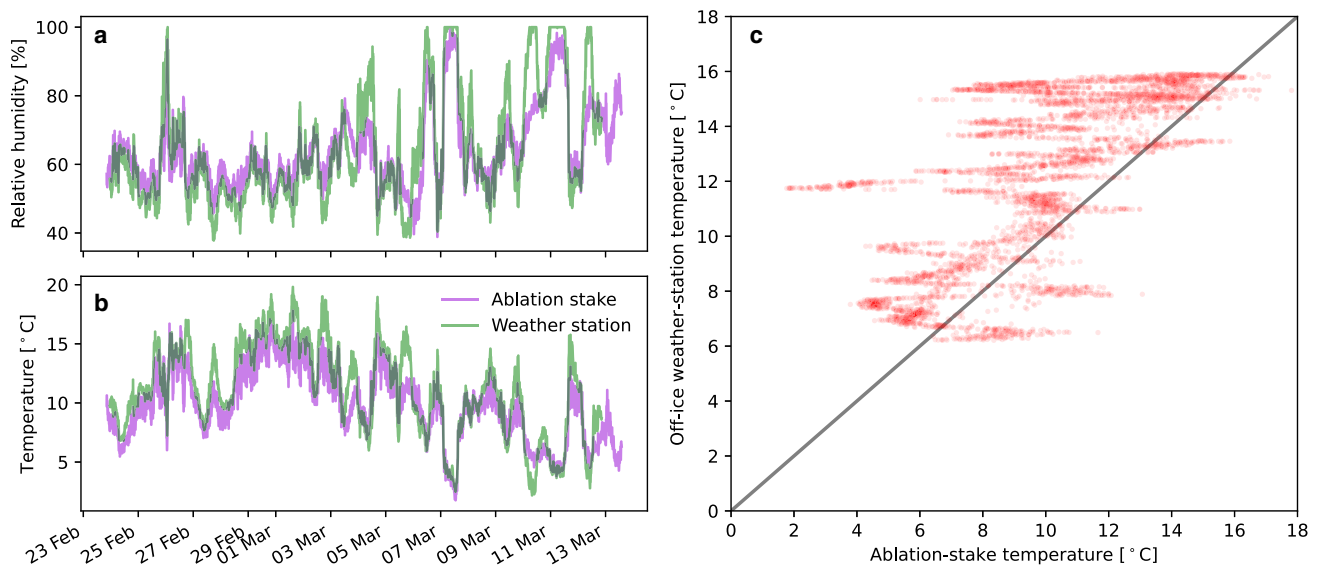 a
Relative humidity [%]
100
80
60
40
b
Temperature [°C]
20
15
10
5
Ablation stake
Weather station
23 Feb
25 Feb
27 Feb
29 Feb
01 Mar
03 Mar
05 Mar
07 Mar
09 Mar
11 Mar
13 Mar
c
Off-ice weather-station temperature [°C]
18
16
14
12
10
8
6
4
2
0
0 2 4 6 8 10 12 14 16 18
Ablation-stake temperature [°C]